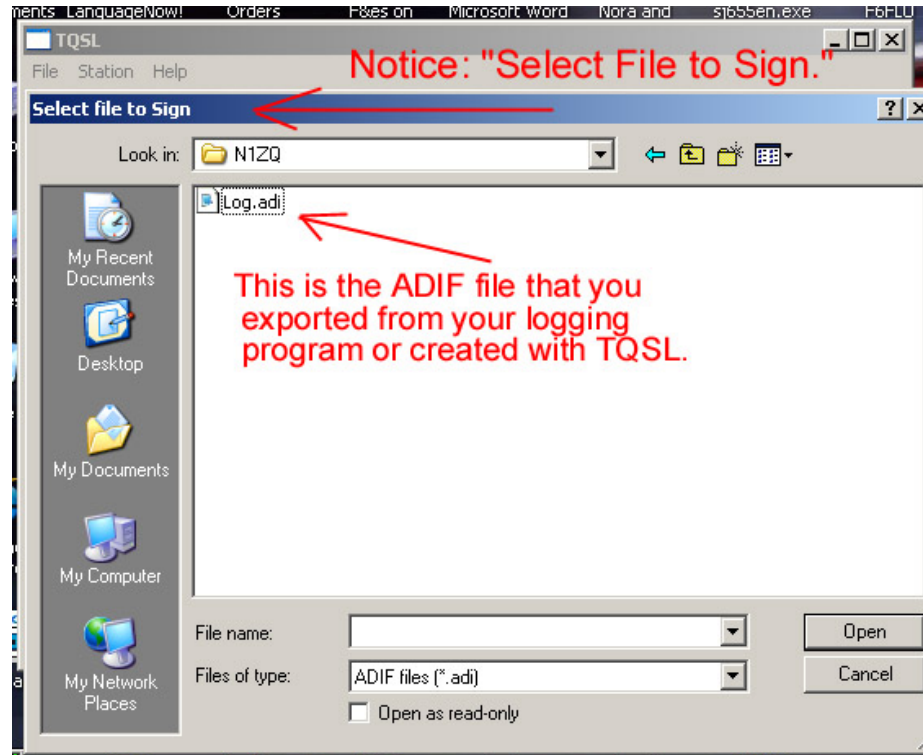 ments LanguageNow! Orders F&es on Microsoft Word Nora and sj655en.exe F6FLU
TQSL
File Station Help
Notice: "Select File to Sign."
Select file to Sign
Look in: N1ZQ
Log.adi
My Recent
Documents
This is the ADIF file that you
exported from your logging
program or created with TQSL.
Desktop
My Documents
My Computer
File name: Open
Files of type: ADIF files (*.adi) Cancel
My Network
Places
Open as read-only